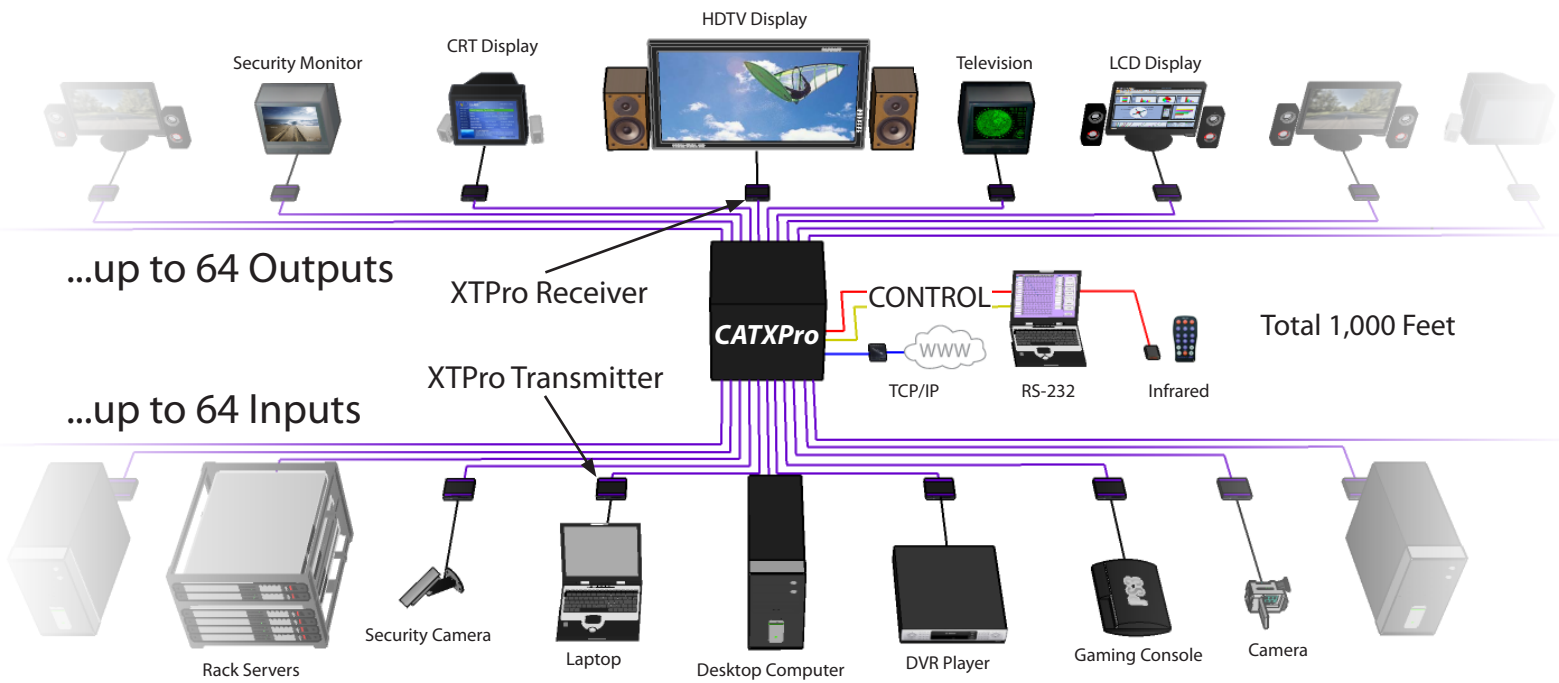 HDTV Display
CRT Display
Security Monitor
Television
LCD Display
...up to 64 Outputs
XTPro Receiver
CONTROL
CATXPro
WWW
Total 1,000 Feet
XTPro Transmitter
TCP/IP
RS-232
Infrared
...up to 64 Inputs
Security Camera
Laptop
Rack Servers
Desktop Computer
DVR Player
Gaming Console
Camera